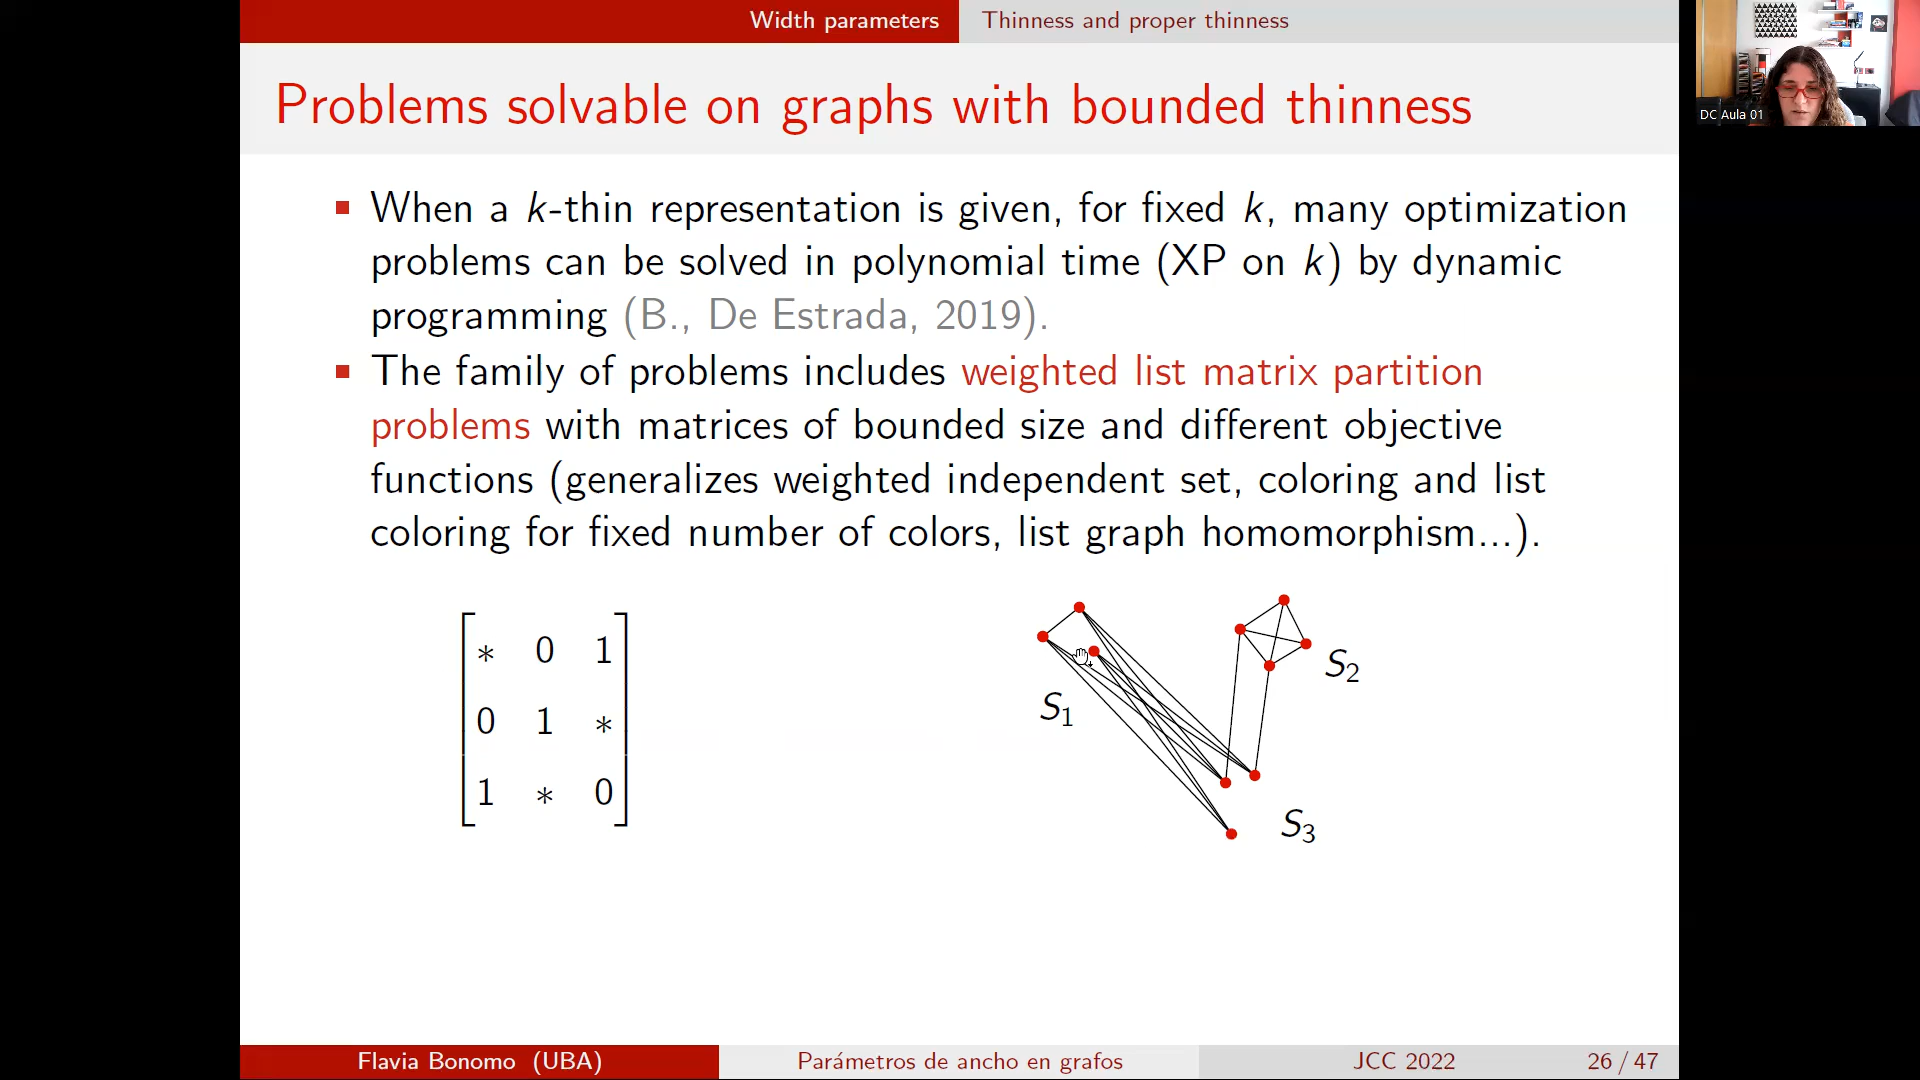 Width parameters
Thinness and proper thinness
DC Aula 01
Problems solvable on graphs with bounded thinness
When a k-thin representation is given, for fixed k, many optimization
problems can be solved in polynomial time (XP on k) by dynamic
programming (B., De Estrada, 2019).
The family of problems includes weighted list matrix partition
problems with matrices of bounded size and different objective
functions (generalizes weighted independent set, coloring and list
coloring for fixed number of colors, list graph homomorphism...).
* 0 1
0 1 *
1 * 0
S₁
S₂
S₃
Flavia Bonomo (UBA)
Parámetros de ancho en grafos
JCC 2022
26 / 47